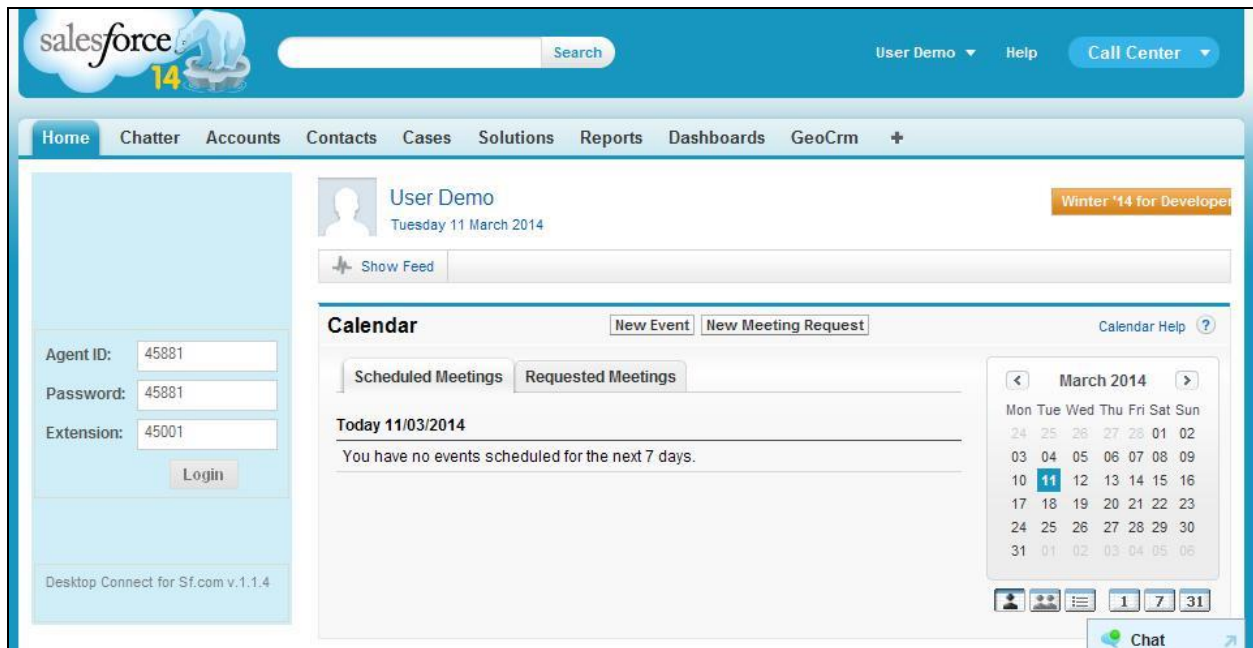 salesforce
14
Search
User Demo
Help
Call Center
Home Chatter Accounts Contacts Cases Solutions Reports Dashboards GeoCrm +
User Demo
Tuesday 11 March 2014
Winter '14 for Developer
Show Feed
Calendar
New Event
New Meeting Request
Calendar Help ?
Agent ID: 45881
Password: 45881
Extension: 45001
Login
Desktop Connect for Sf.com v.1.1.4
Scheduled Meetings
Requested Meetings
Today 11/03/2014
You have no events scheduled for the next 7 days.
< March 2014 >
Mon Tue Wed Thu Fri Sat Sun
24 25 26 27 28 01 02
03 04 05 06 07 08 09
10 11 12 13 14 15 16
17 18 19 20 21 22 23
24 25 26 27 28 29 30
31 01 02 03 04 05 06
1 7 31
Chat